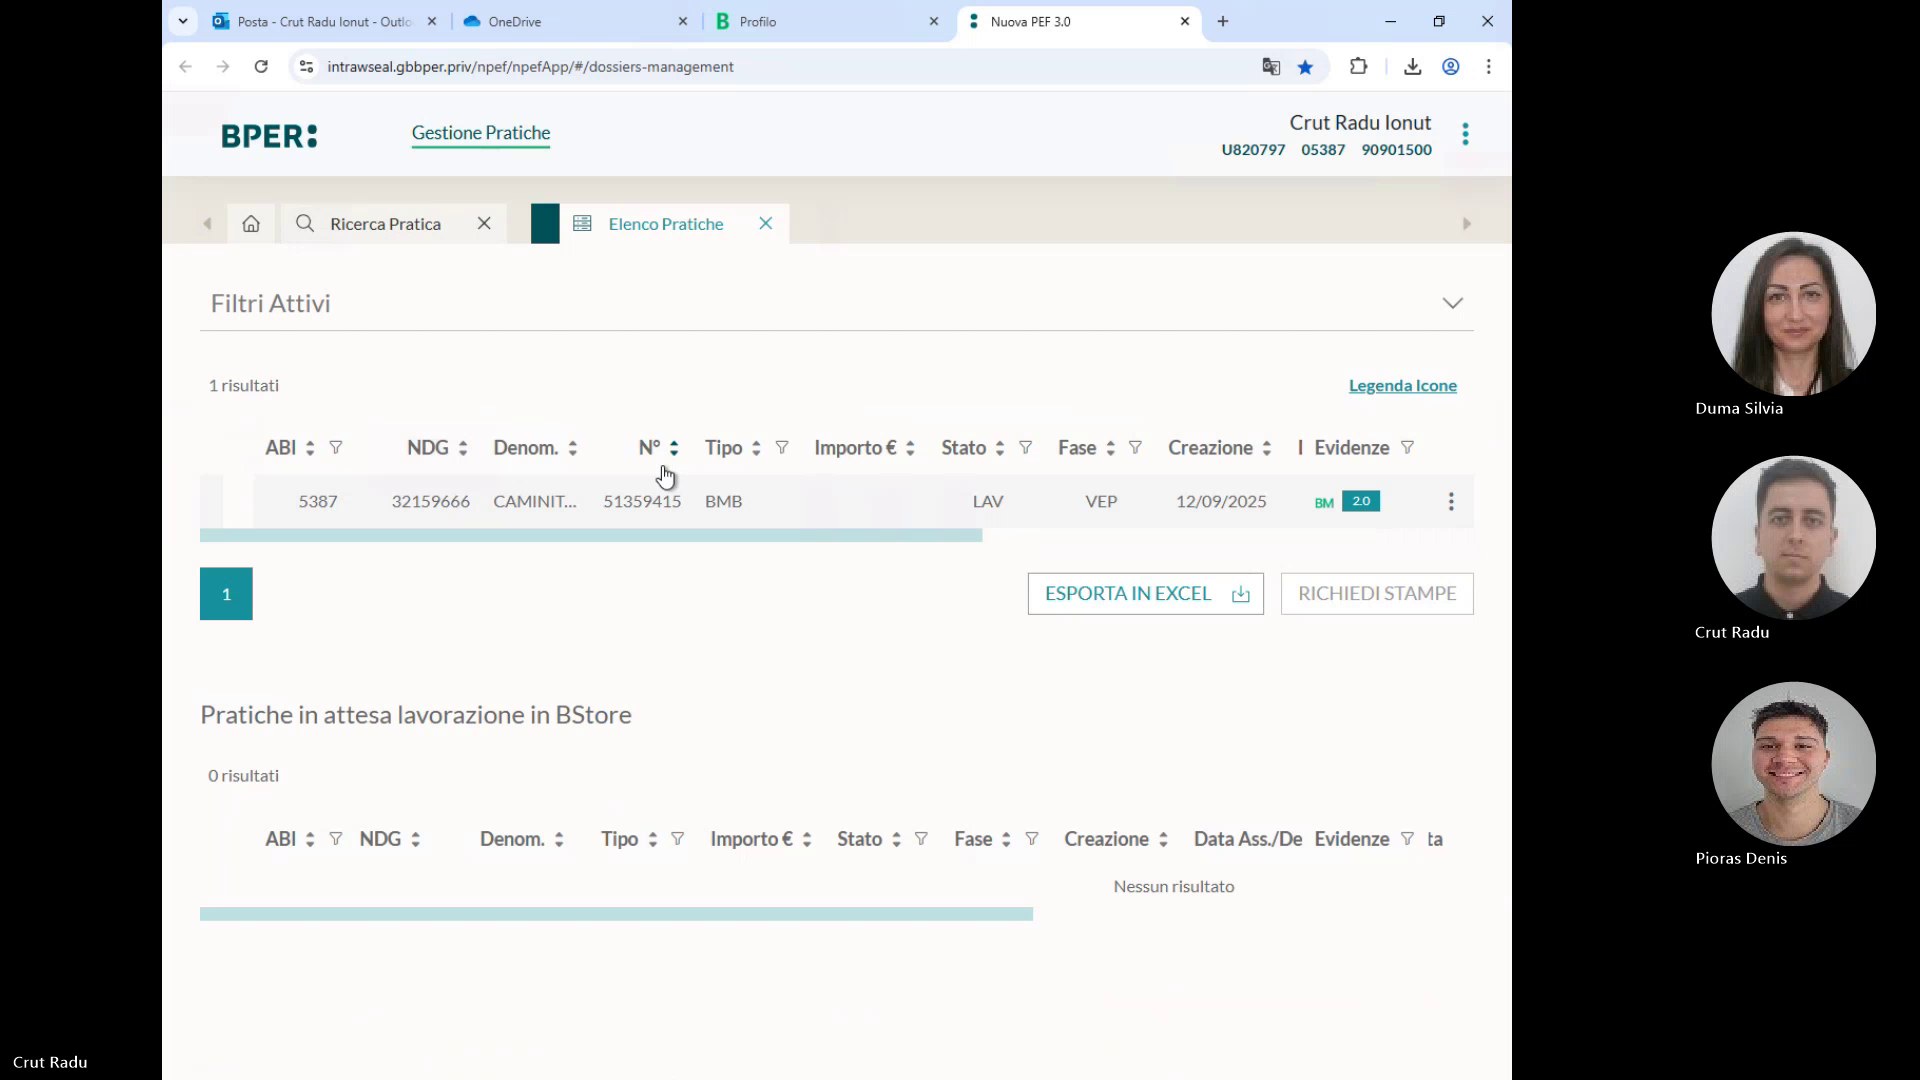 Posta - Crut Radu Ionut - Outlo
OneDrive
Profilo
Nuova PEF 3.0
intrawseal.gbbper.priv/npef/npefApp/#/dossiers-management
BPER:
Gestione Pratiche
Crut Radu Ionut
U820797 05387 90901500
Ricerca Pratica
Elenco Pratiche
Filtri Attivi
1 risultati
Legenda Icone
ABI NDG Denom. N° Tipo Importo € Stato Fase Creazione I Evidenze
5387 32159666 CAMINIT... 51359415 BMB LAV VEP 12/09/2025 BM 2.0
1
ESPORTA IN EXCEL
RICHIEDI STAMPE
Pratiche in attesa lavorazione in BStore
0 risultati
ABI NDG Denom. Tipo Importo € Stato Fase Creazione Data Ass./De Evidenze ta
Nessun risultato
Duma Silvia
Crut Radu
Pioras Denis
Crut Radu